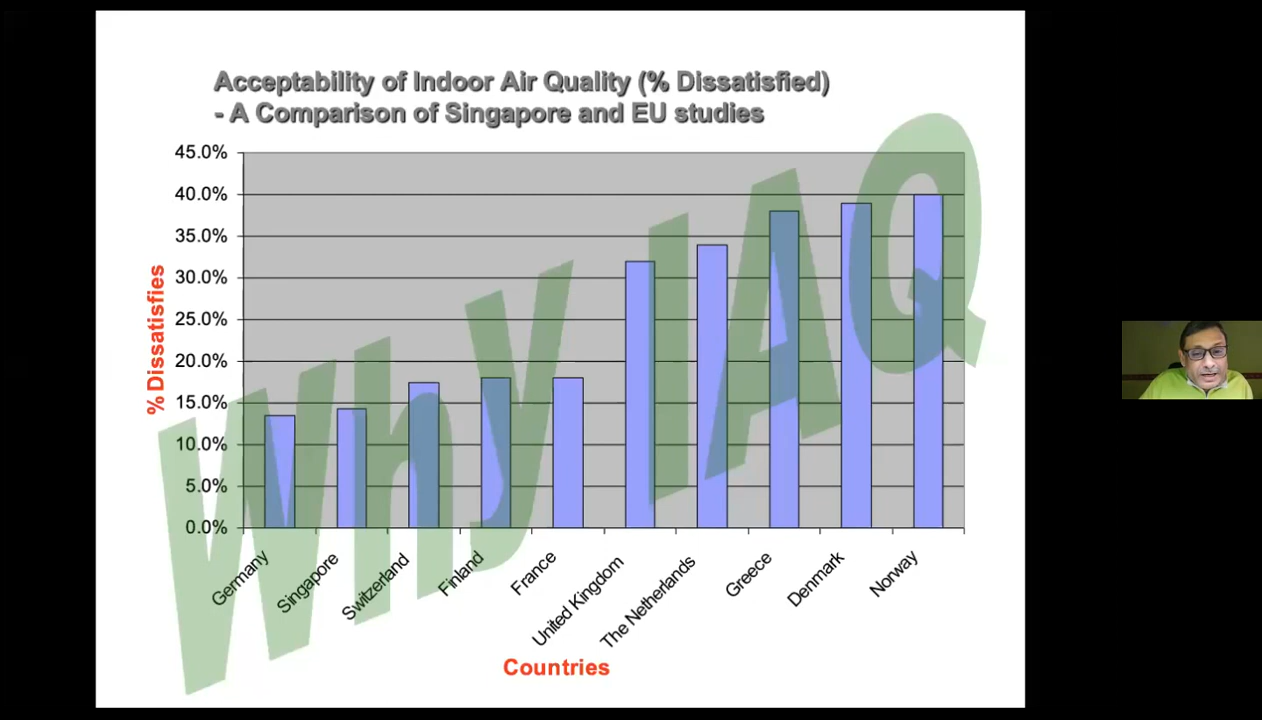 Acceptability of Indoor Air Quality (% Dissatisfied)
- A Comparison of Singapore and EU studies
45.0%
40.0%
35.0%
30.0%
25.0%
20.0%
15.0%
10.0%
5.0%
0.0%
% Dissatisfies
Why IAQ
Germany
Singapore
Switzerland
Finland
France
United Kingdom
The Netherlands
Greece
Denmark
Norway
Countries